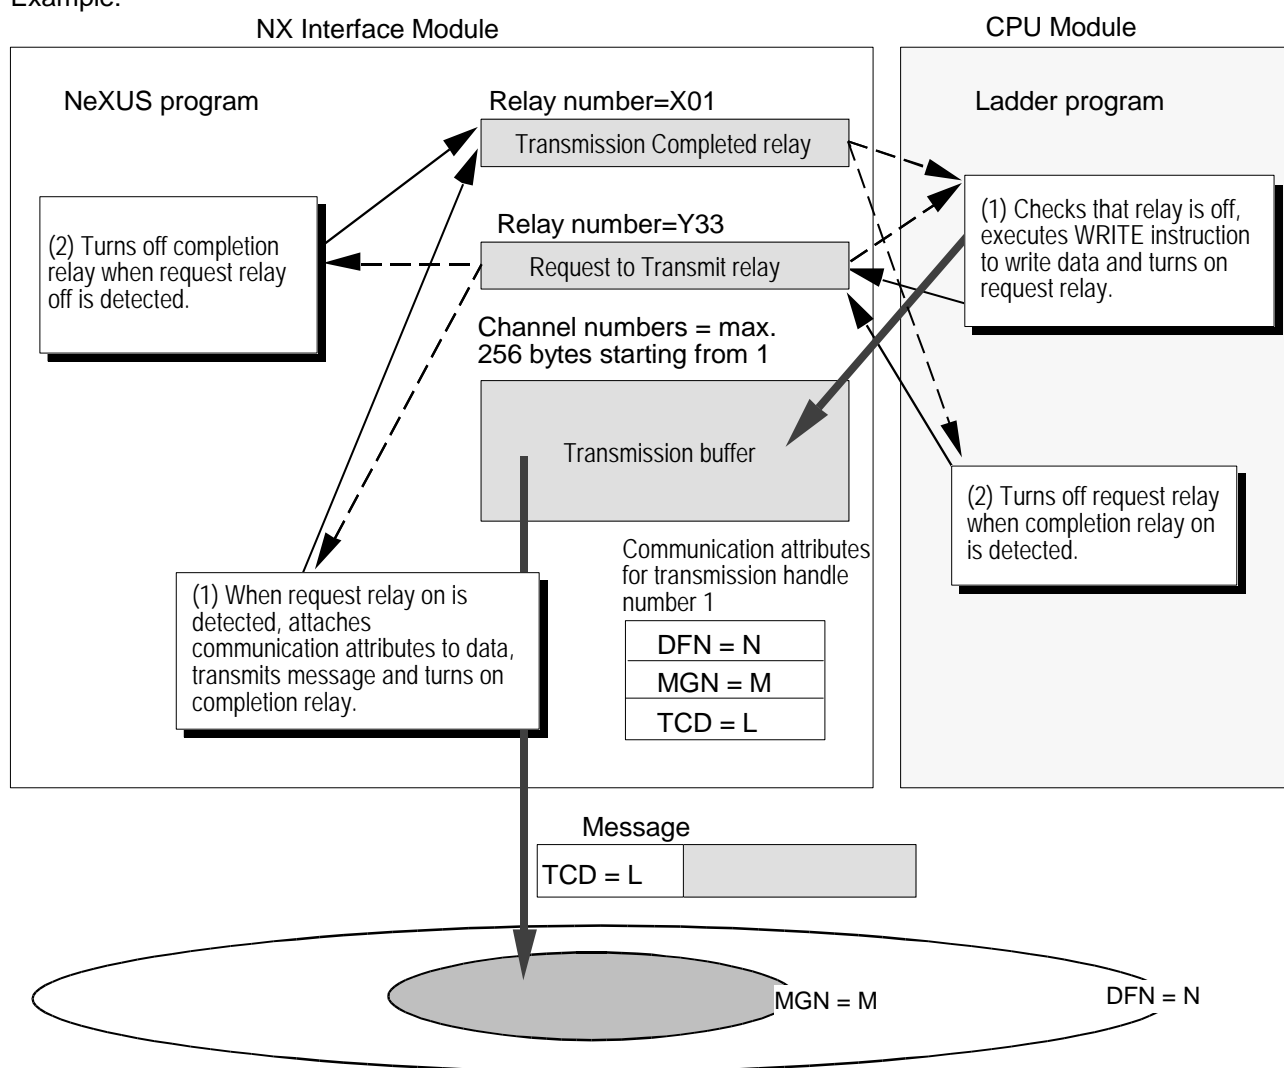 Example:
NX Interface Module
CPU Module
NeXUS program
Relay number=X01
Transmission Completed relay
Ladder program
(2) Turns off completion
relay when request relay
off is detected.
Relay number=Y33
Request to Transmit relay
(1) Checks that relay is off,
executes WRITE instruction
to write data and turns on
request relay.
Channel numbers = max.
256 bytes starting from 1
Transmission buffer
(2) Turns off request relay
when completion relay on
is detected.
(1) When request relay on is
detected, attaches
communication attributes to data,
transmits message and turns on
completion relay.
Communication attributes
for transmission handle
number 1
DFN = N
MGN = M
TCD = L
Message
TCD = L
MGN = M
DFN = N